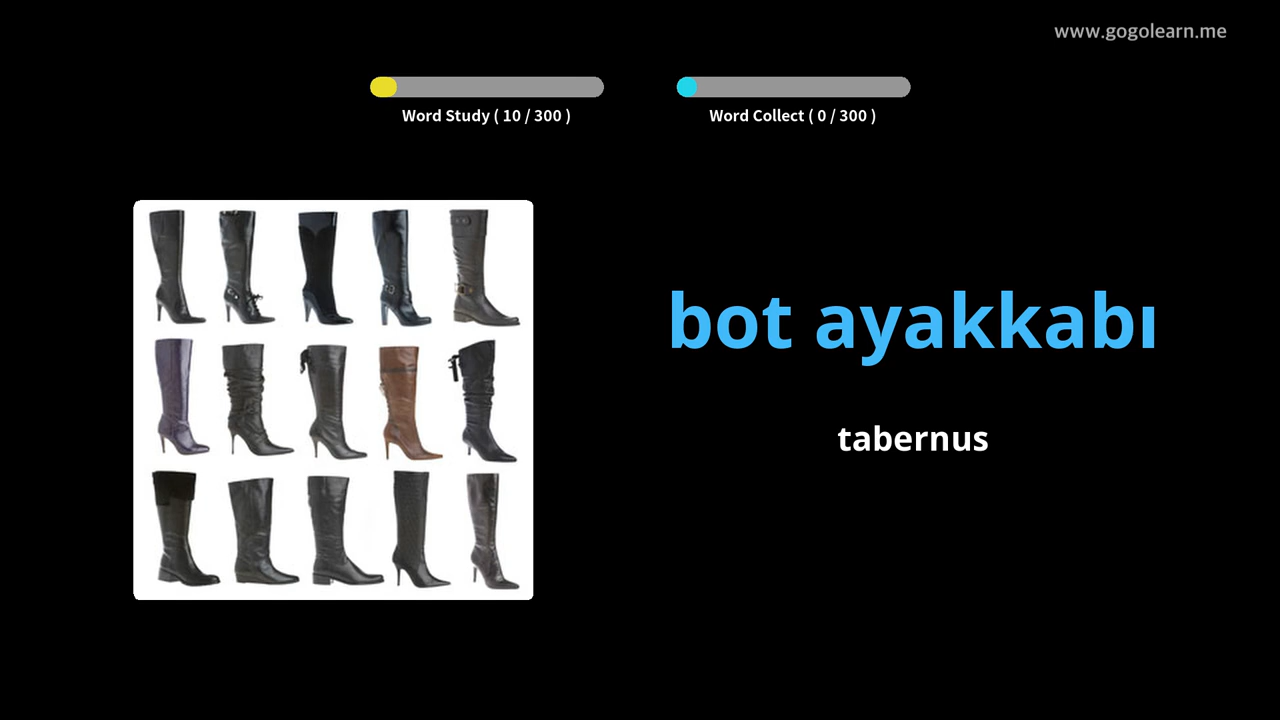 www.gogolearn.me
Word Study ( 10 / 300 )
Word Collect ( 0 / 300 )
bot ayakkabı
tabernus